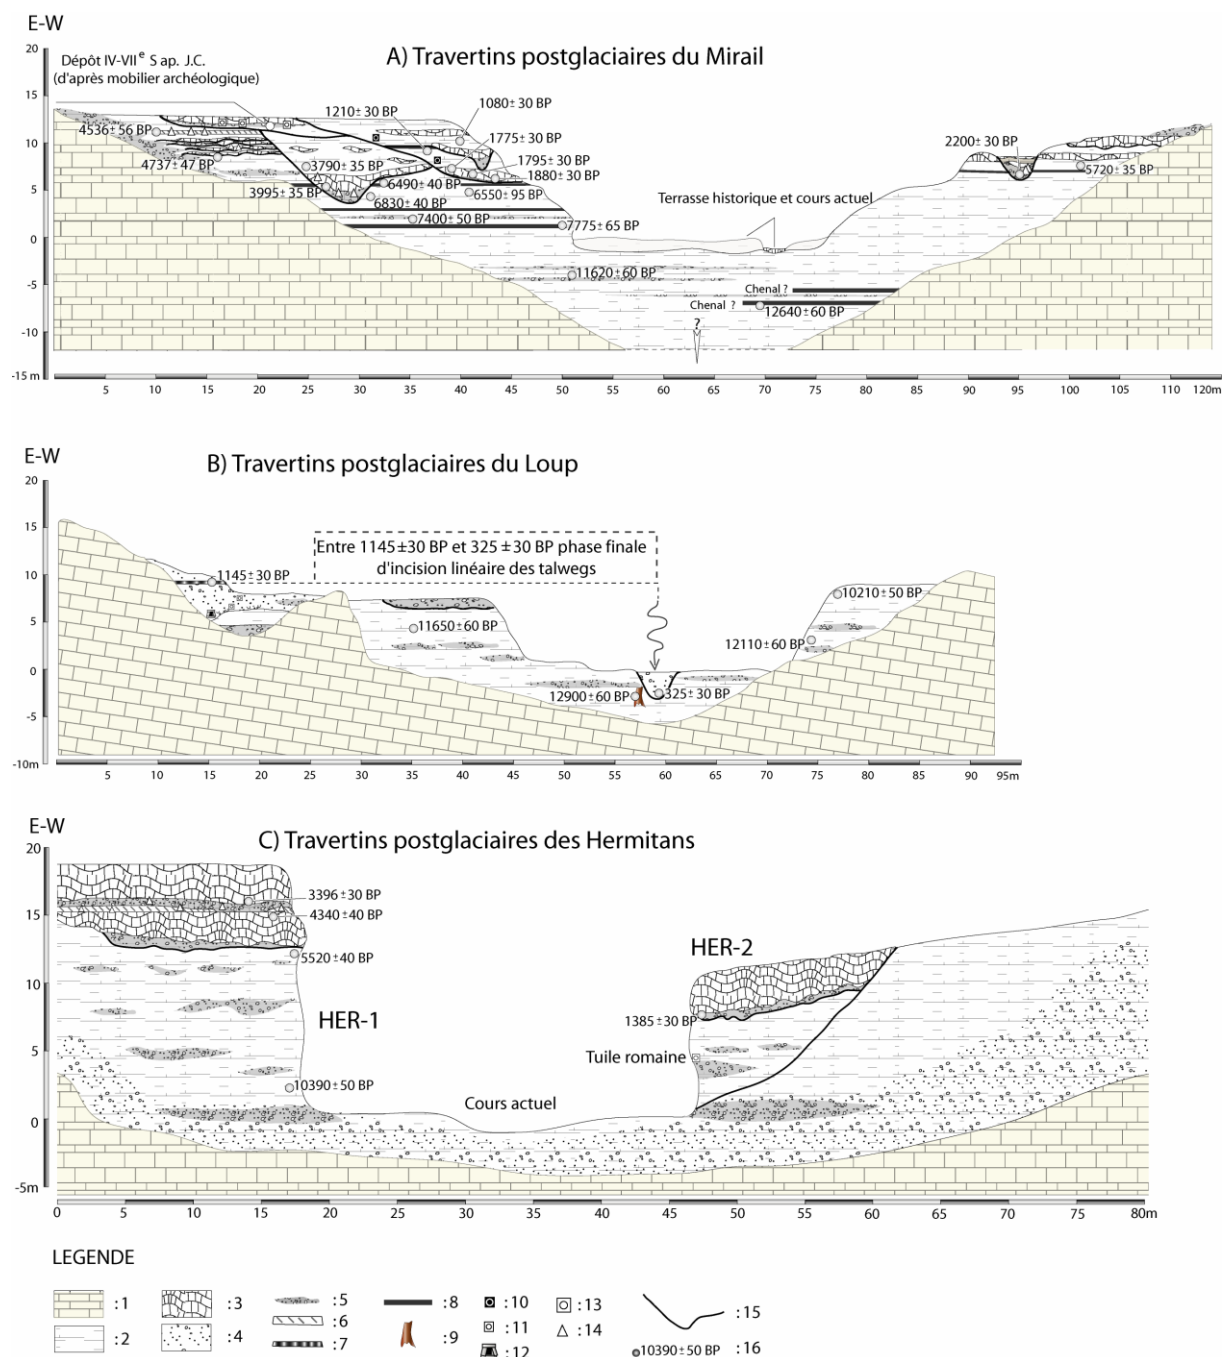 E-W
A) Travertins postglaciaires du Mirail
Dépôt IV-VIIe S ap. J.C.
(d'après mobilier archéologique)
20
15
10
5
0
-5
-10
-15 m
4536± 56 BP
4737± 47 BP
1210± 30 BP
1080± 30 BP
1775± 30 BP
1795± 30 BP
1880± 30 BP
3790± 35 BP
3995± 35 BP
6490± 40 BP
6830± 40 BP
6550± 95 BP
7400± 50 BP
7775± 65 BP
2200± 30 BP
5720± 35 BP
Terrasse historique et cours actuel
11620± 60 BP
Chenal ?
Chenal ?
12640± 60 BP
?
5 10 15 20 25 30 35 40 45 50 55 60 65 70 75 80 85 90 95 100 105 110 120m
E-W
B) Travertins postglaciaires du Loup
20
15
10
5
0
-5
-10m
Entre 1145±30 BP et 325 ±30 BP phase finale
d'incision linéaire des talwegs
1145± 30 BP
11650± 60 BP
10210± 50 BP
12110± 60 BP
12900± 60 BP
325± 30 BP
5 10 15 20 25 30 35 40 45 50 55 60 65 70 75 80 85 90 95m
E-W
C) Travertins postglaciaires des Hermitans
20
15
10
5
0
-5m
3396 ±30 BP
4340 ±40 BP
5520 ±40 BP
HER-1
10390± 50 BP
Cours actuel
HER-2
1385± 30 BP
Tuile romaine
0 5 10 15 20 25 30 35 40 45 50 55 60 65 70 75 80m
LEGENDE
:1 :3 :5 :8 :10 :13 :15
:6 :11 :14
:2 :4 :7 :9 :12 10390± 50 BP :16